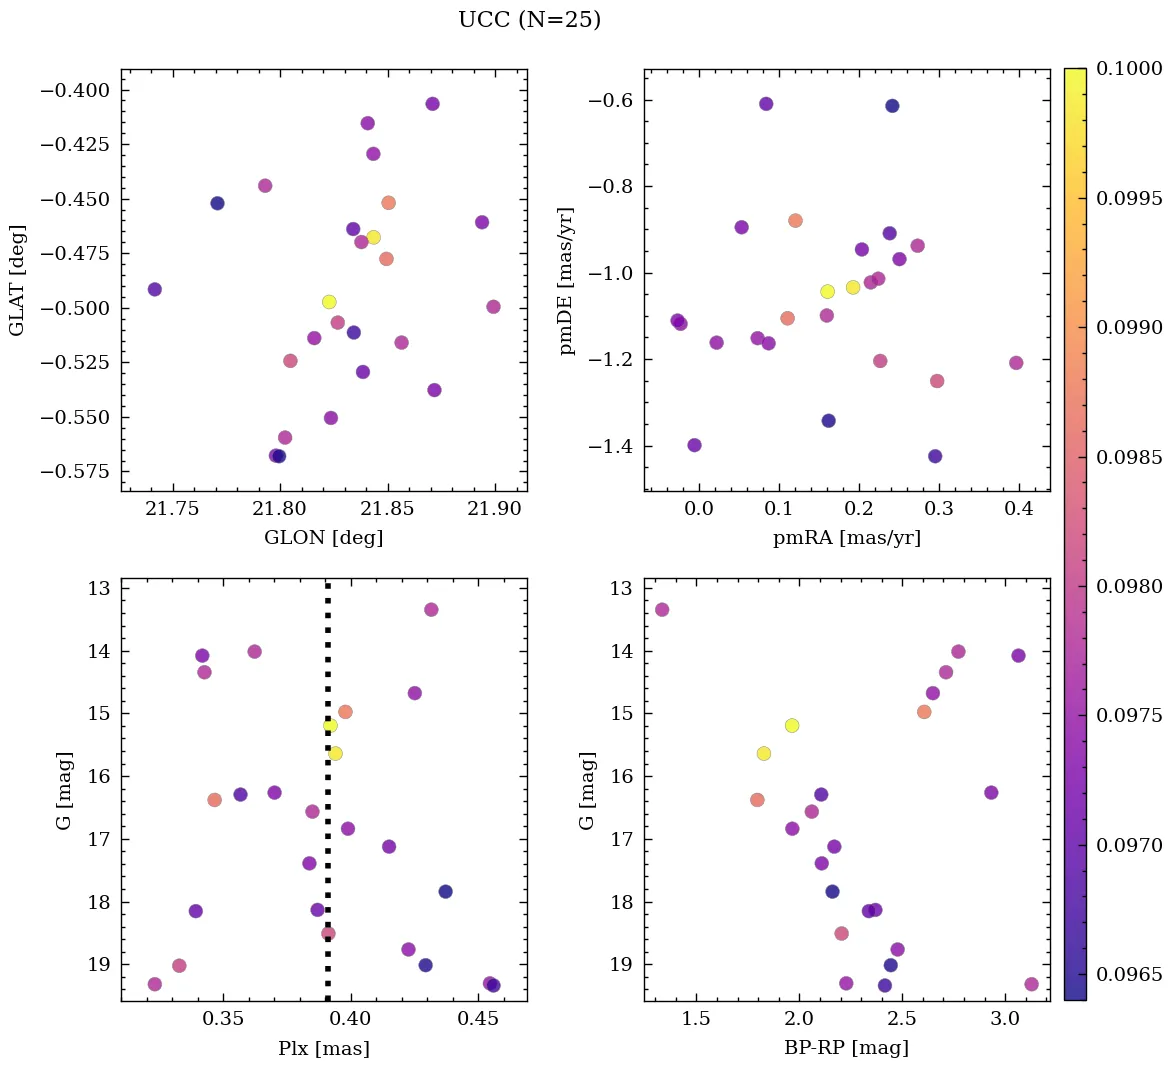 UCC (N=25)
−0.400
−0.425
−0.450
−0.475
−0.500
−0.525
−0.550
−0.575
GLAT [deg]
21.75 21.80 21.85 21.90
GLON [deg]
−0.6
−0.8
−1.0
−1.2
−1.4
pmDE [mas/yr]
0.0 0.1 0.2 0.3 0.4
pmRA [mas/yr]
13
14
15
16
17
18
19
G [mag]
0.35 0.40 0.45
Plx [mas]
13
14
15
16
17
18
19
G [mag]
1.5 2.0 2.5 3.0
BP-RP [mag]
0.1000
0.0995
0.0990
0.0985
0.0980
0.0975
0.0970
0.0965